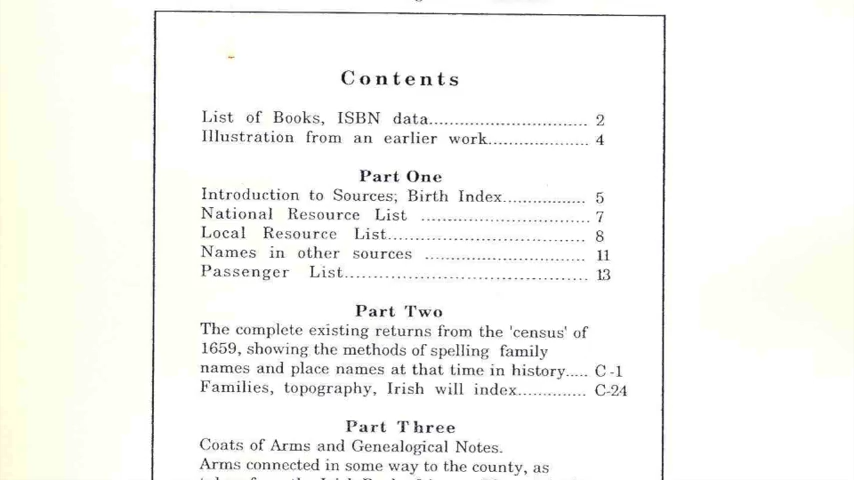 Contents
List of Books, ISBN data.............................. 2
Illustration from an earlier work................... 4
Part One
Introduction to Sources; Birth Index................ 5
National Resource List ................................7
Local Resource List..................................... 8
Names in other sources .............................. 11
Passenger List............................................ 13
Part Two
The complete existing returns from the 'census' of
1659, showing the methods of spelling family
names and place names at that time in history..... C-1
Families, topography, Irish will index.............. C-24
Part Three
Coats of Arms and Genealogical Notes.
Arms connected in some way to the county, as